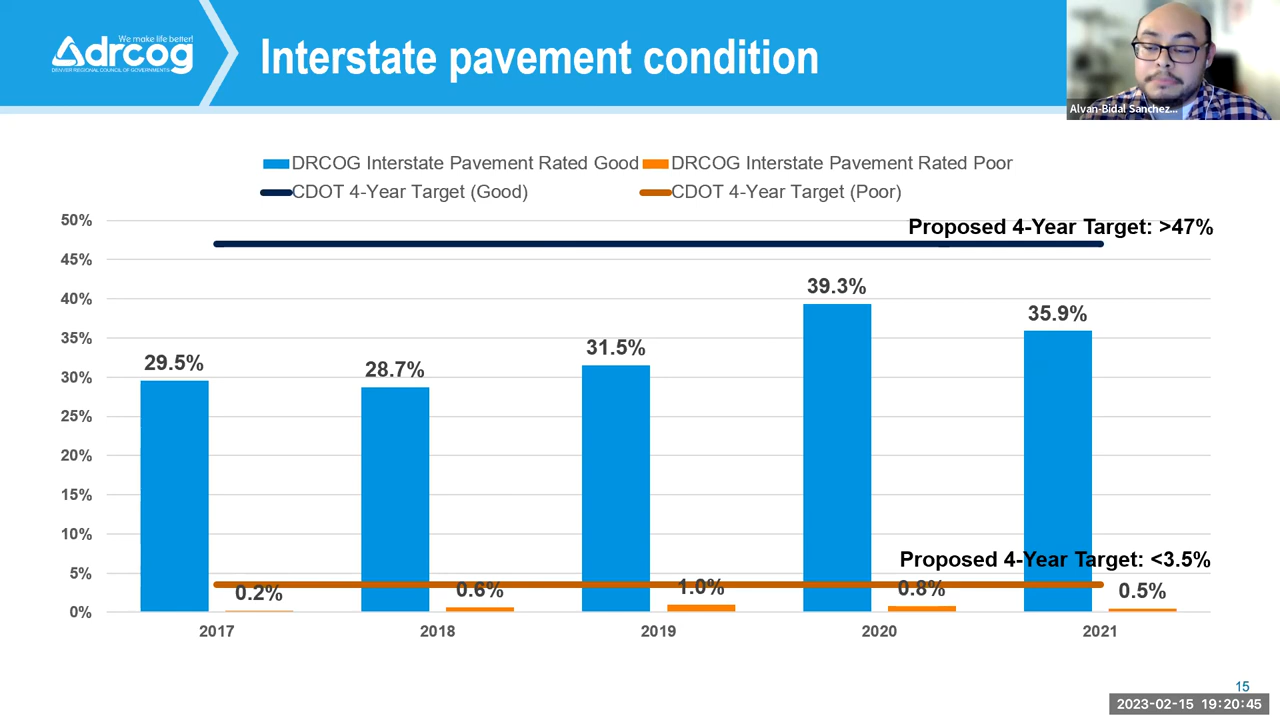 We make life better!
drcog
DENVER REGIONAL COUNCIL OF GOVERNMENTS
Interstate pavement condition
Alvan-Bidal Sanchez...
DRCOG Interstate Pavement Rated Good DRCOG Interstate Pavement Rated Poor
CDOT 4-Year Target (Good) CDOT 4-Year Target (Poor)
50%
Proposed 4-Year Target: >47%
45%
40%
39.3%
35.9%
35%
31.5%
29.5%
28.7%
30%
25%
20%
15%
10%
Proposed 4-Year Target: <3.5%
5%
0.2% 0.6% 1.0% 0.8% 0.5%
0%
2017 2018 2019 2020 2021
15
2023-02-15 19:20:45